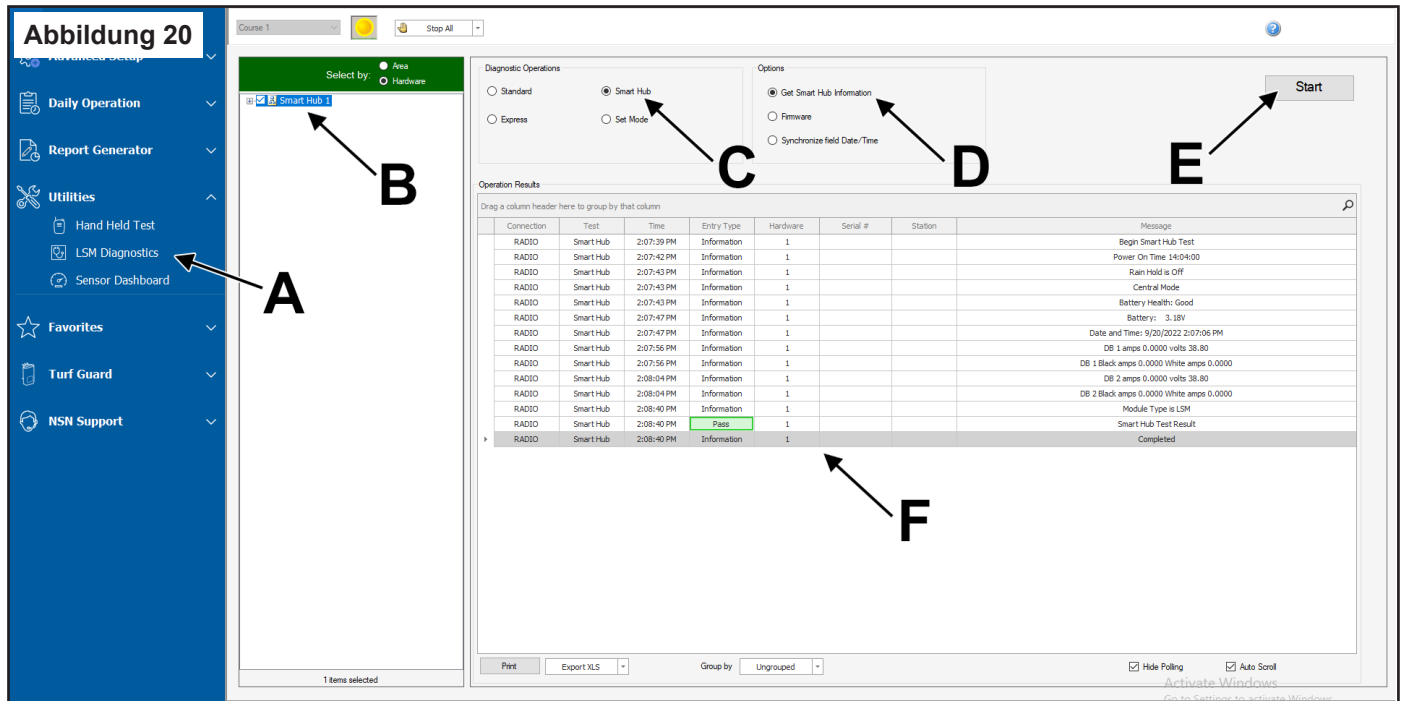 Abbildung 20
Advanced Setup
Daily Operation
Report Generator
Utilities
Hand Held Test
LSM Diagnostics
Sensor Dashboard
Favorites
Turf Guard
NSN Support
Course 1
Stop All
Select by:
Area
Hardware
Smart Hub 1
1 items selected
Diagnostic Operations
Standard
Smart Hub
Express
Set Mode
Options
Get Smart Hub Information
Firmware
Synchronize field Date/Time
Start
A
B
C
D
E
F
Operation Results
Drag a column header here to group by that column
Connection Test Time Entry Type Hardware Serial # Station Message
RADIO Smart Hub 2:07:39 PM Information 1 Begin Smart Hub Test
RADIO Smart Hub 2:07:42 PM Information 1 Power On Time 14:04:00
RADIO Smart Hub 2:07:43 PM Information 1 Rain Hold is Off
RADIO Smart Hub 2:07:43 PM Information 1 Central Mode
RADIO Smart Hub 2:07:43 PM Information 1 Battery Health: Good
RADIO Smart Hub 2:07:47 PM Information 1 Battery: 3.18V
RADIO Smart Hub 2:07:47 PM Information 1 Date and Time: 9/20/2022 2:07:06 PM
RADIO Smart Hub 2:07:56 PM Information 1 DB 1 amps 0.0000 volts 38.80
RADIO Smart Hub 2:07:56 PM Information 1 DB 1 Black amps 0.0000 White amps 0.0000
RADIO Smart Hub 2:08:04 PM Information 1 DB 2 amps 0.0000 volts 38.80
RADIO Smart Hub 2:08:04 PM Information 1 DB 2 Black amps 0.0000 White amps 0.0000
RADIO Smart Hub 2:08:40 PM Information 1 Module Type is LSM
RADIO Smart Hub 2:08:40 PM Pass 1 Smart Hub Test Result
RADIO Smart Hub 2:08:40 PM Information 1 Completed
Print
Export XLS
Group by
Ungrouped
Hide Polling
Auto Scroll
Activate Windows
Go to Settings to activate Windows